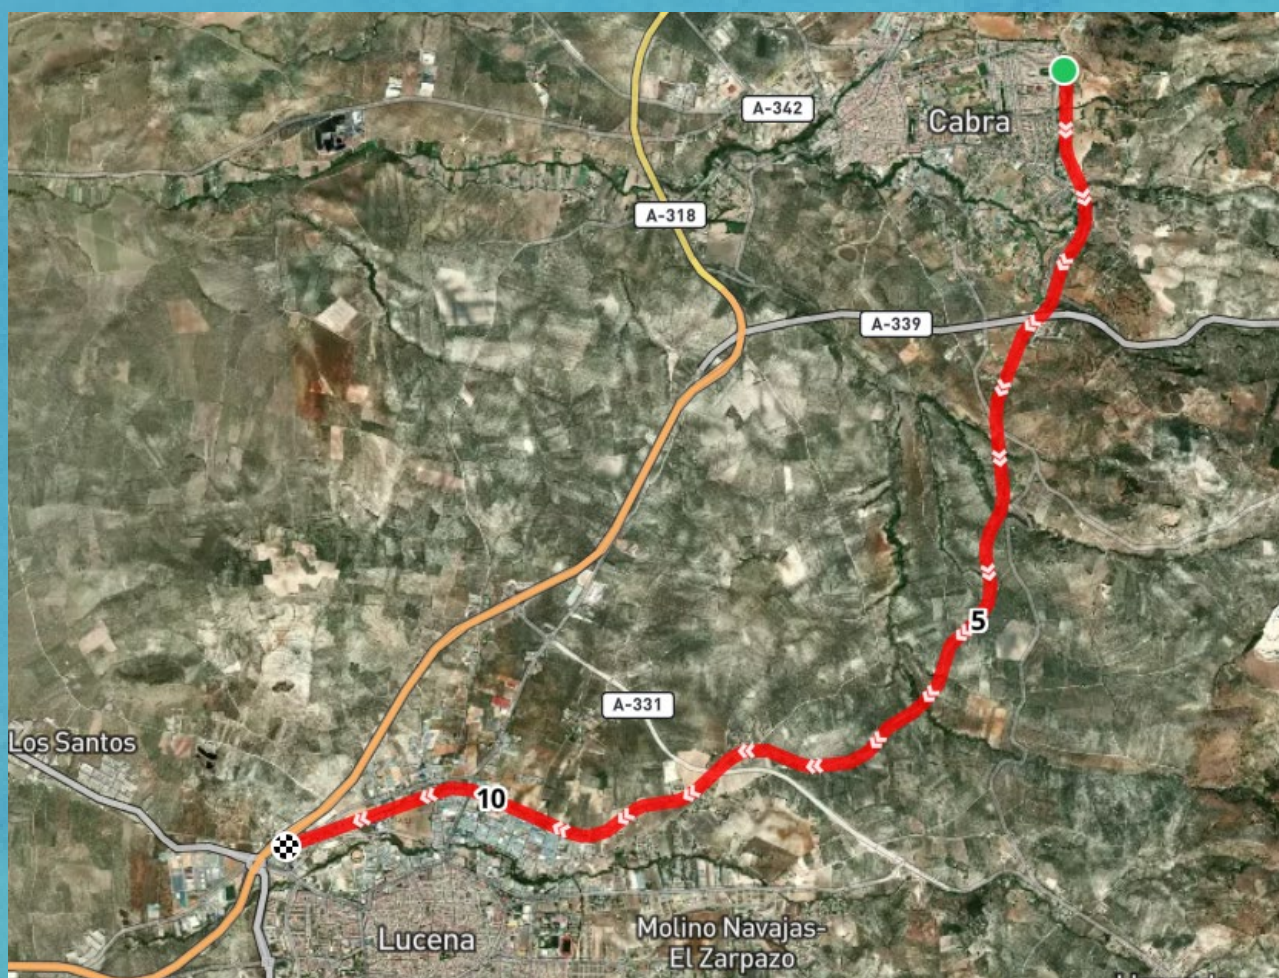 A-342
Cabra
A-318
A-339
5
A-331
Los Santos
10
Lucena
Molino Navajas-
El Zarpazo